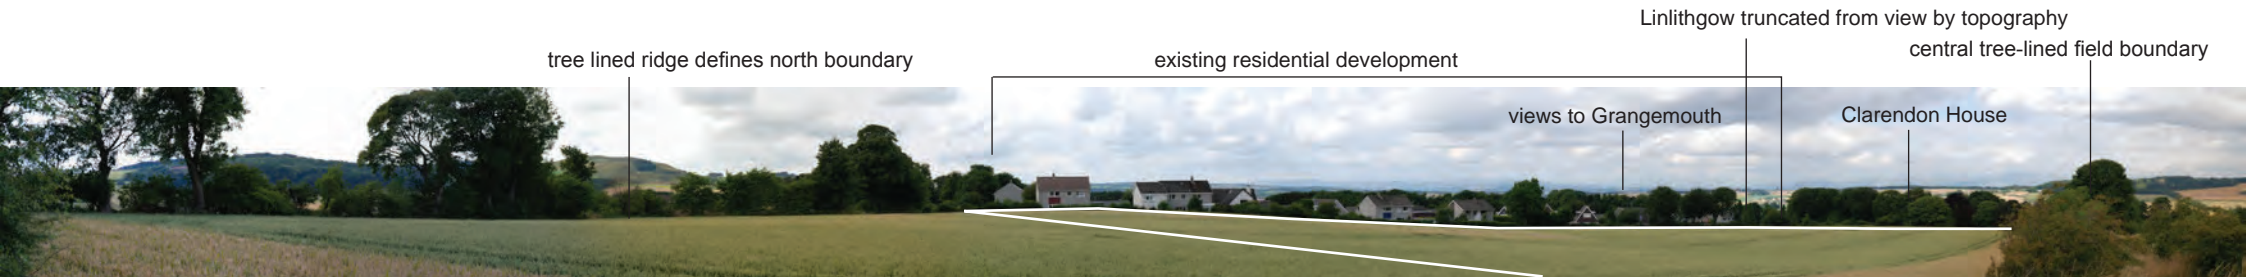 Linlithgow truncated from view by topography
tree lined ridge defines north boundary
existing residential development
central tree-lined field boundary
views to Grangemouth
Clarendon House